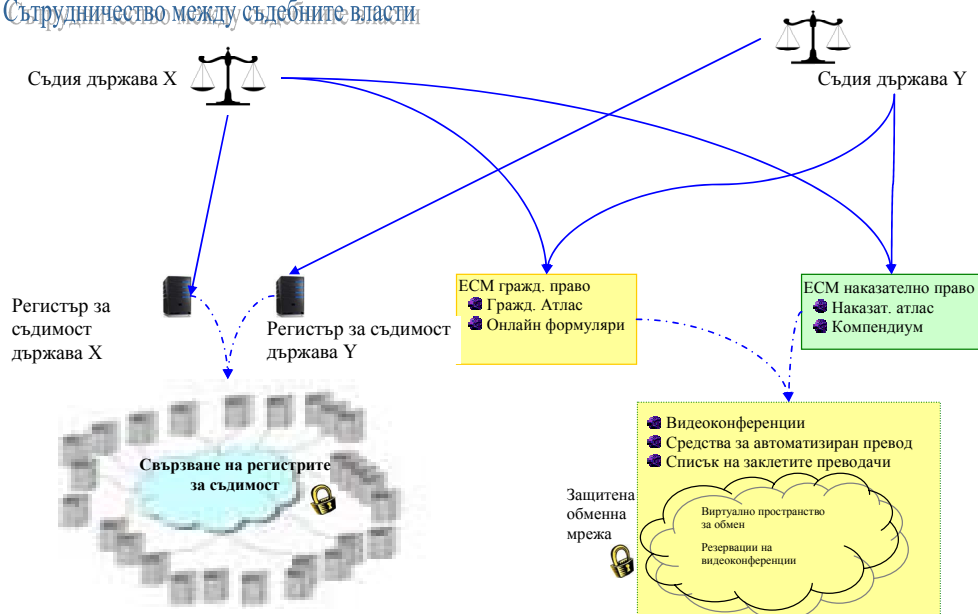 Сътрудничество между съдебните власти
Съдия държава X
Съдия държава Y
Регистър за
съдимост
държава X
Регистър за съдимост
държава Y
ЕСМ гражд. право
Гражд. Атлас
Онлайн формуляри
ЕСМ наказателно право
Наказат. атлас
Компендиум
Свързване на регистрите
за съдимост
Видеоконференции
Средства за автоматизиран превод
Списък на заклетите преводачи
Защитена
обменна
мрежа
Виртуално пространство
за обмен
Резервации на
видеоконференции